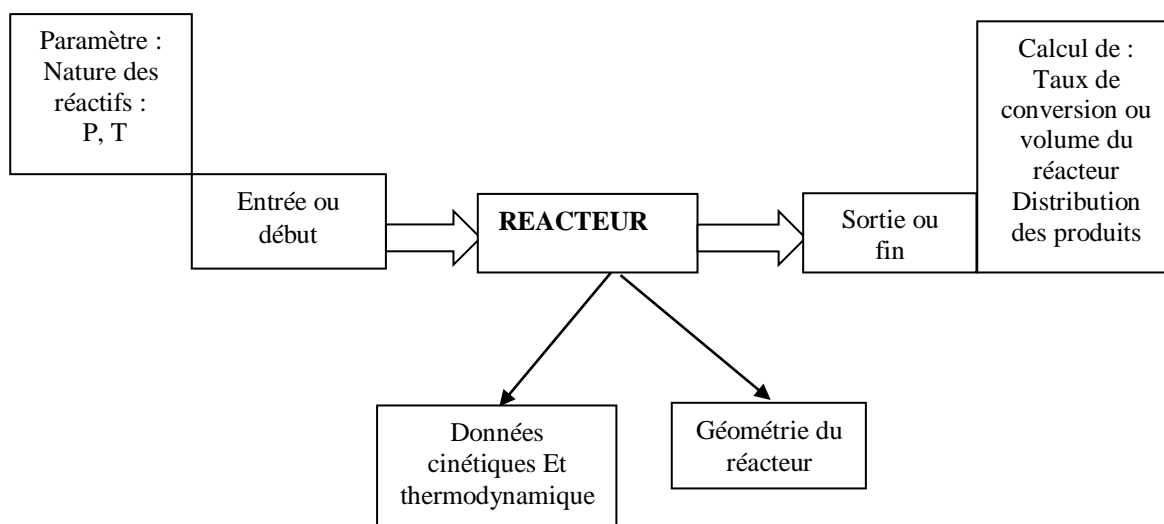 Paramètre :
Nature des
réactifs :
P, T
Entrée ou
début
REACTEUR
Sortie ou
fin
Calcul de :
Taux de
conversion ou
volume du
réacteur
Distribution
des produits
Données
cinétiques Et
thermodynamique
Géométrie du
réacteur